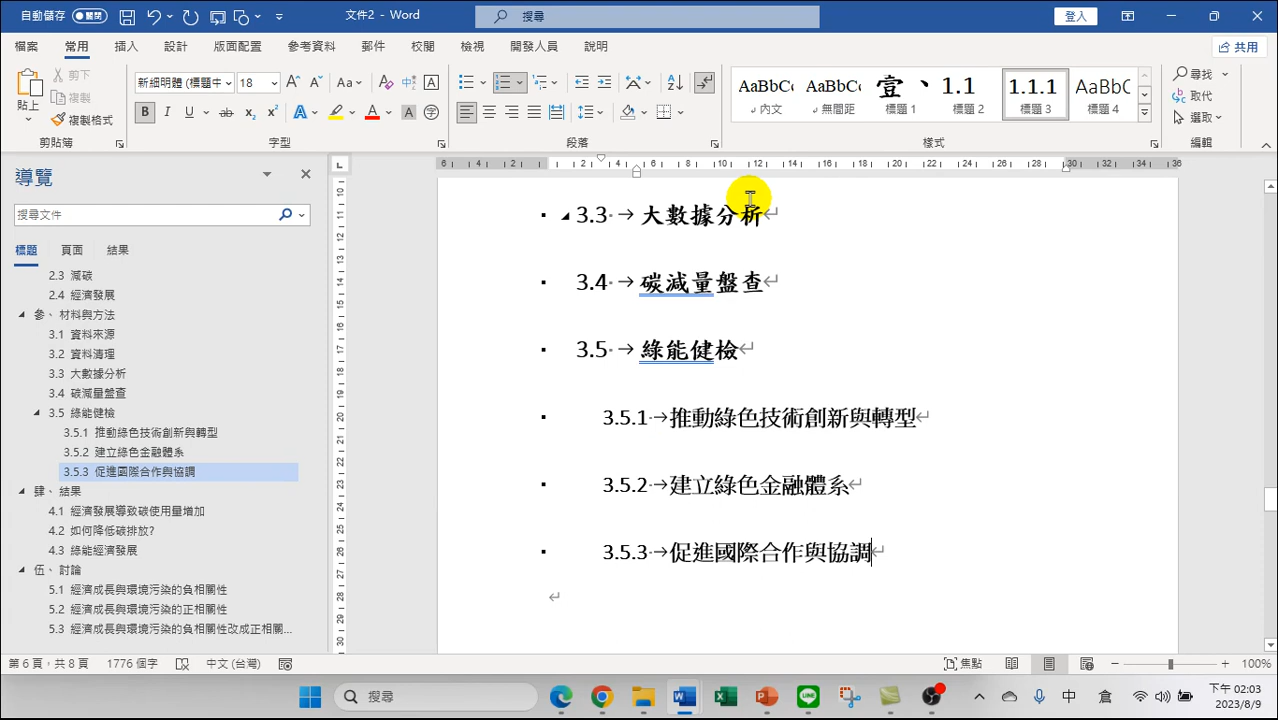 自動儲存 關閉 文件2 - Word 搜尋 登入
檔案 常用 插入 設計 版面配置 參考資料 郵件 校閱 檢視 開發人員 說明 共用
貼上 剪下 複製 複製格式 剪貼簿
新細明體 (標題中 18 Aa 字型
段落
AaBbC ↲內文
AaBbC ↲無間距
壹、 標題 1
1.1 標題 2
1.1.1 標題 3
AaBbC 標題 4
樣式
尋找 取代 選取 編輯
導覽
搜尋文件
標題 頁面 結果
2.3 減碳
2.4 經濟發展
參、 材料與方法
3.1 資料來源
3.2 資料清理
3.3 大數據分析
3.4 碳減量盤查
3.5 綠能健檢
3.5.1 推動綠色技術創新與轉型
3.5.2 建立綠色金融體系
3.5.3 促進國際合作與協調
肆、 結果
4.1 經濟發展導致碳使用量增加
4.2 如何降低碳排放?
4.3 綠能經濟發展
伍、 討論
5.1 經濟成長與環境污染的負相關性
5.2 經濟成長與環境污染的正相關性
5.3 經濟成長與環境污染的負相關性改成正相關...
3.3 → 大數據分析↵
3.4 → 碳減量盤查↵
3.5 → 綠能健檢↵
3.5.1 →推動綠色技術創新與轉型↵
3.5.2 →建立綠色金融體系↵
3.5.3 →促進國際合作與協調↵
第 6 頁，共 8 頁 1776 個字 中文 (台灣) 焦點 100%
搜尋 中 倉 下午 02:03
2023/8/9